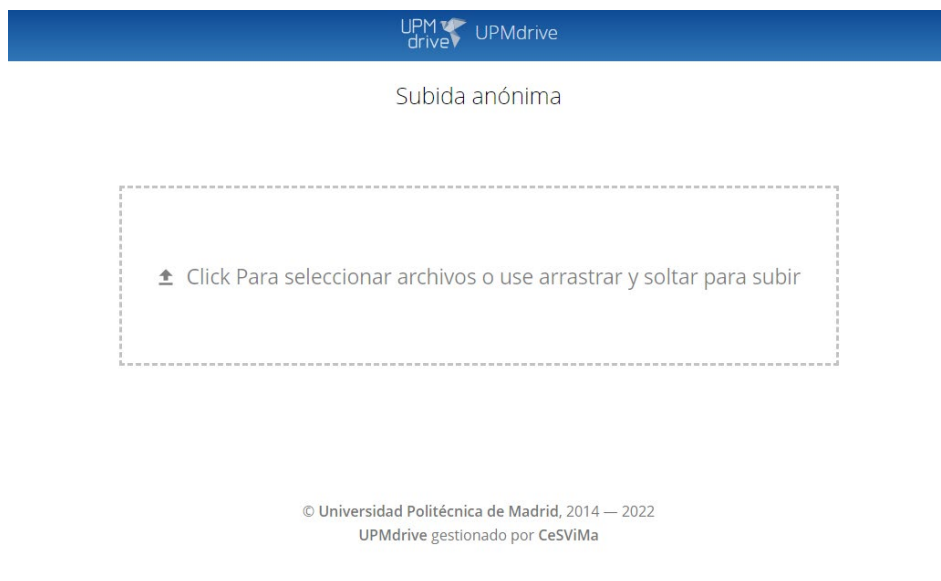 UPM
drive
UPMdrive
Subida anónima
Click Para seleccionar archivos o use arrastrar y soltar para subir
© Universidad Politécnica de Madrid, 2014 — 2022
UPMdrive gestionado por CeSViMa